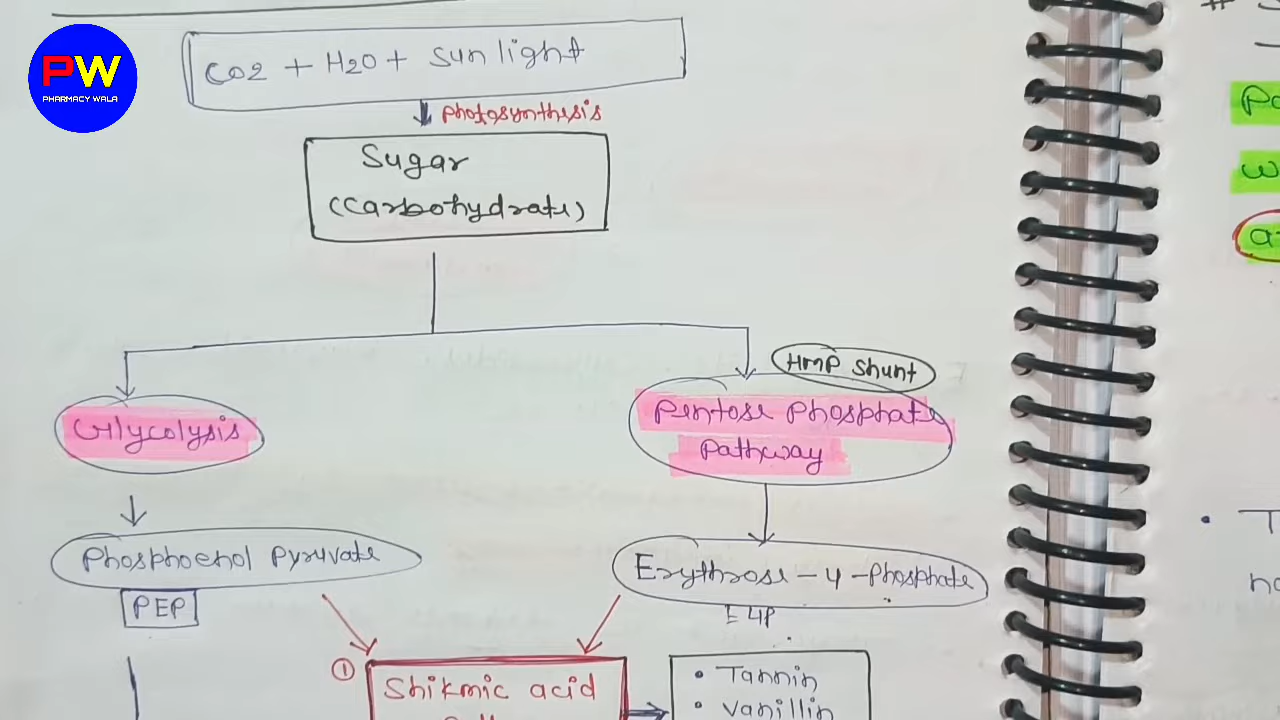 PW
PHARMACY WALA
CO2 + H2O + Sunlight
Photosynthesis
Sugar
(Carbohydrate)
HMP Shunt
Glycolysis
Pentose Phosphate
Pathway
Phosphoenol Pyruvate
PEP
Erythrose-4-Phosphate
E4P
①
Shikmic acid
• Tannin
• Vanillin